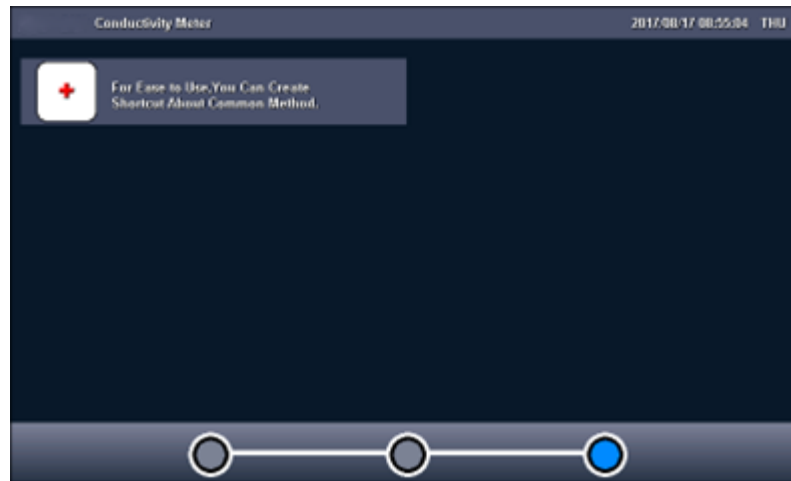 Conductivity Meter
2017/08/17 08:55:04 THU
For Ease to Use,You Can Create
Shortcut About Common Method.